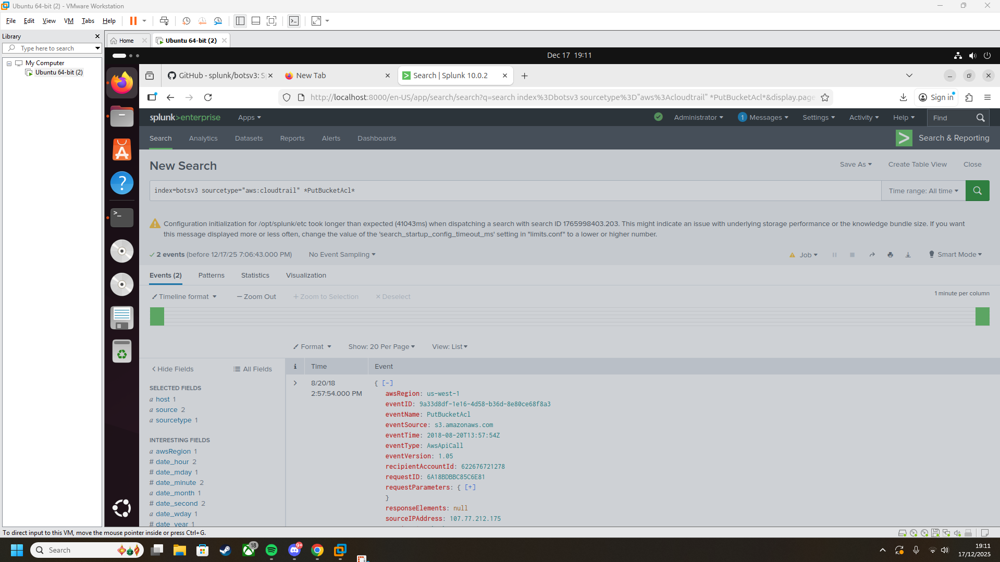 Ubuntu 64-bit (2) - VMware Workstation
File Edit View VM Tabs Help
Library
Type here to search
My Computer
Ubuntu 64-bit (2)
Home
Ubuntu 64-bit (2)
Dec 17 19:11
GitHub - splunk/botsv3: S
New Tab
Search | Splunk 10.0.2
http://localhost:8000/en-US/app/search/search?q=search index%3Dbotsv3 sourcetype%3D"aws%3Acloudtrail" *PutBucketAcl*&display.page
Sign in
splunk>enterprise
Apps
Administrator
1 Messages
Settings
Activity
Help
Find
Search Analytics Datasets Reports Alerts Dashboards
Search & Reporting
New Search
Save As
Create Table View
Close
index=botsv3 sourcetype="aws:cloudtrail" *PutBucketAcl*
Time range: All time
Configuration initialization for /opt/splunk/etc took longer than expected (41043ms) when dispatching a search with search ID 1765998403.203. This might indicate an issue with underlying storage performance or the knowledge bundle size. If you want
this message displayed more or less often, change the value of the 'search_startup_config_timeout_ms' setting in "limits.conf" to a lower or higher number.
2 events (before 12/17/25 7:06:43.000 PM)
No Event Sampling
Job
Smart Mode
Events (2) Patterns Statistics Visualization
Timeline format
Zoom Out
Zoom to Selection
Deselect
1 minute per column
Format
Show: 20 Per Page
View: List
Hide Fields
All Fields
i Time Event
SELECTED FIELDS
a host 1
a source 2
a sourcetype 1
INTERESTING FIELDS
a awsRegion 1
# date_hour 2
# date_mday 1
# date_minute 2
a date_month 1
# date_second 2
a date_wday 1
# date_year 1
8/20/18
2:57:54.000 PM
{ [-]
awsRegion: us-west-1
eventID: 9a33d8df-1e16-4d58-b36d-8e80ce68f8a3
eventName: PutBucketAcl
eventSource: s3.amazonaws.com
eventTime: 2018-08-20T13:57:54Z
eventType: AwsApiCall
eventVersion: 1.05
recipientAccountId: 622676721278
requestID: 6A18BDBBC85C6E81
requestParameters: { [+]
}
responseElements: null
sourceIPAddress: 107.77.212.175
To direct input to this VM, move the mouse pointer inside or press Ctrl+G.
Search
18
9+
19:11
17/12/2025